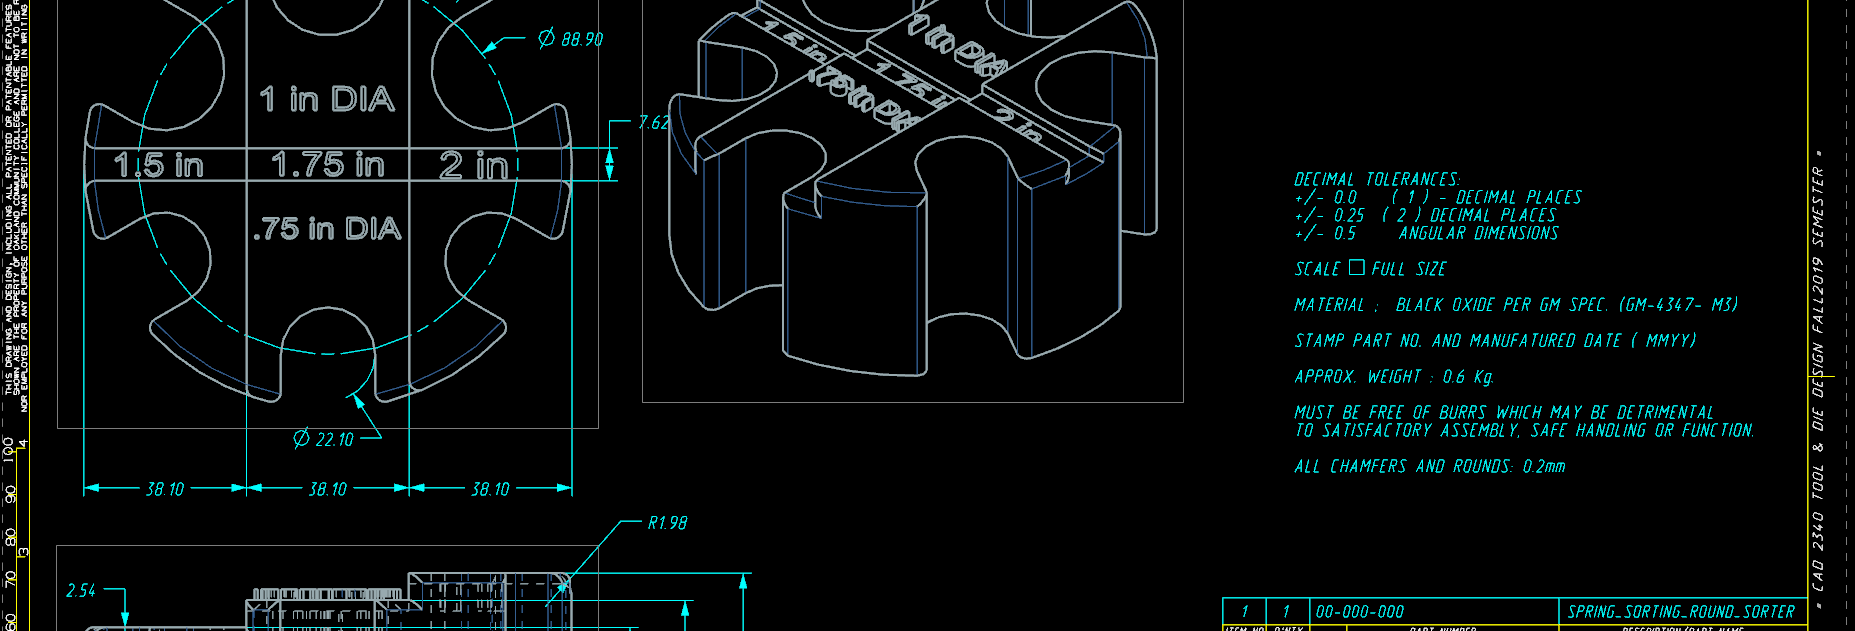 Ø 88.90
1 in DIA
7.62
1.5 in
1.75 in
2 in
.75 in DIA
Ø 22.10
38.10
38.10
38.10
1.5 in
1 in DIA
.75 in DIA
1.75 in
2 in
DECIMAL TOLERANCES:
+/- 0.0 ( 1 ) - DECIMAL PLACES
+/- 0.25 ( 2 ) DECIMAL PLACES
+/- 0.5 ANGULAR DIMENSIONS
SCALE □ FULL SIZE
MATERIAL : BLACK OXIDE PER GM SPEC. (GM-4347- M3)
STAMP PART NO. AND MANUFATURED DATE ( MMYY)
APPROX. WEIGHT : 0.6 Kg.
MUST BE FREE OF BURRS WHICH MAY BE DETRIMENTAL
TO SATISFACTORY ASSEMBLY, SAFE HANDLING OR FUNCTION.
ALL CHAMFERS AND ROUNDS: 0.2mm
R1.98
2.54
1 1 00-000-000 SPRING_SORTING_ROUND_SORTER
ITEM NO. PART NUMBER DESCRIPTION/PART NAME
THIS DRAWING AND DESIGN, INCLUDING ALL PATENTED OR PATENTABLE FEATURES
SHOWN ARE THE PROPERTY OF OAKLAND COMMUNITY COLLEGE AND ARE NOT TO BE
NOR EMPLOYED FOR ANY PURPOSE OTHER THAN SPECIFICALLY PERMITTED IN WRITING
100
90
80
70
60
4
3
* CAD 2340 TOOL & DIE DESIGN FALL2019 SEMESTER *